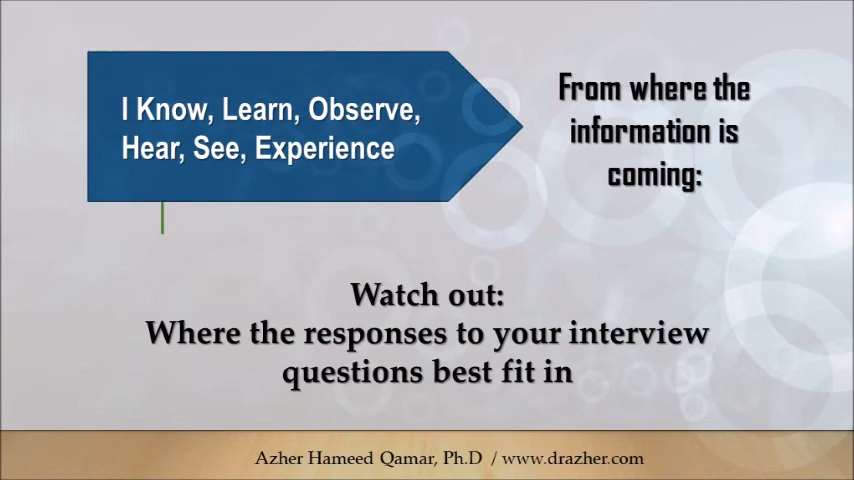 I Know, Learn, Observe,
Hear, See, Experience
From where the
information is
coming:
Watch out:
Where the responses to your interview
questions best fit in
Azher Hameed Qamar, Ph.D / www.drazher.com